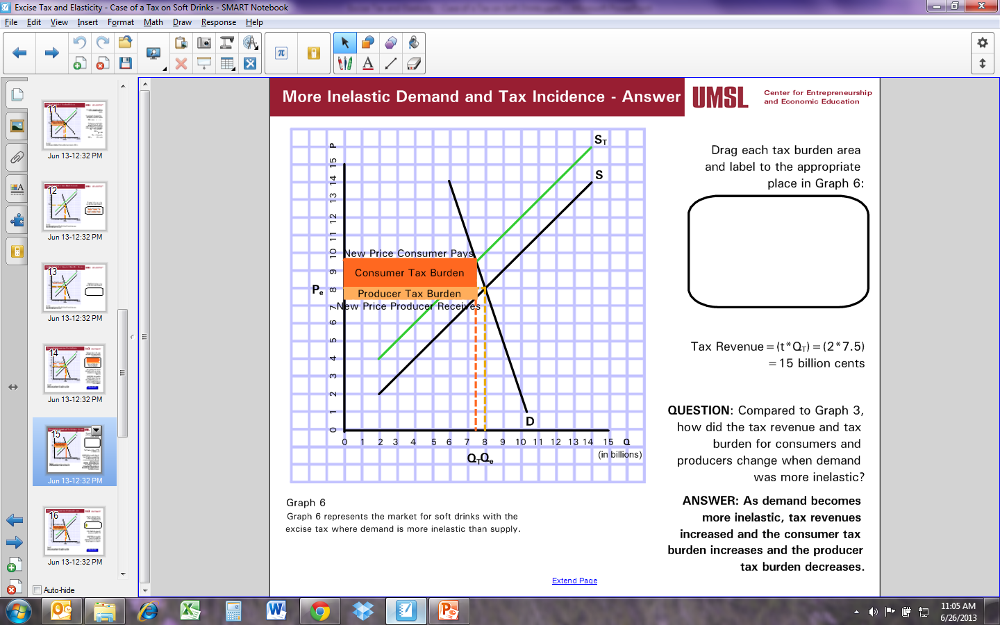 Excise Tax and Elasticity - Case of a Tax on Soft Drinks - SMART Notebook
File Edit View Insert Format Math Draw Response Help
11
Jun 13-12:32 PM
12
Jun 13-12:32 PM
13
Jun 13-12:32 PM
14
Jun 13-12:32 PM
15
Jun 13-12:32 PM
16
Jun 13-12:32 PM
Auto-hide
More Inelastic Demand and Tax Incidence - Answer
UMSL
Center for Entrepreneurship
and Economic Education
P
15
14
13
12
11
10
9
8
7
6
5
4
3
2
1
0
Pe
ST
S
New Price Consumer Pays
Consumer Tax Burden
Producer Tax Burden
New Price Producer Receives
D
0 1 2 3 4 5 6 7 8 9 10 11 12 13 14 15 Q
(in billions)
QT Qe
Graph 6
Graph 6 represents the market for soft drinks with the
excise tax where demand is more inelastic than supply.
Drag each tax burden area
and label to the appropriate
place in Graph 6:
Tax Revenue=(t*QT)=(2*7.5)
=15 billion cents
QUESTION: Compared to Graph 3,
how did the tax revenue and tax
burden for consumers and
producers change when demand
was more inelastic?
ANSWER: As demand becomes
more inelastic, tax revenues
increased and the consumer tax
burden increases and the producer
tax burden decreases.
Extend Page
11:05 AM
6/26/2013